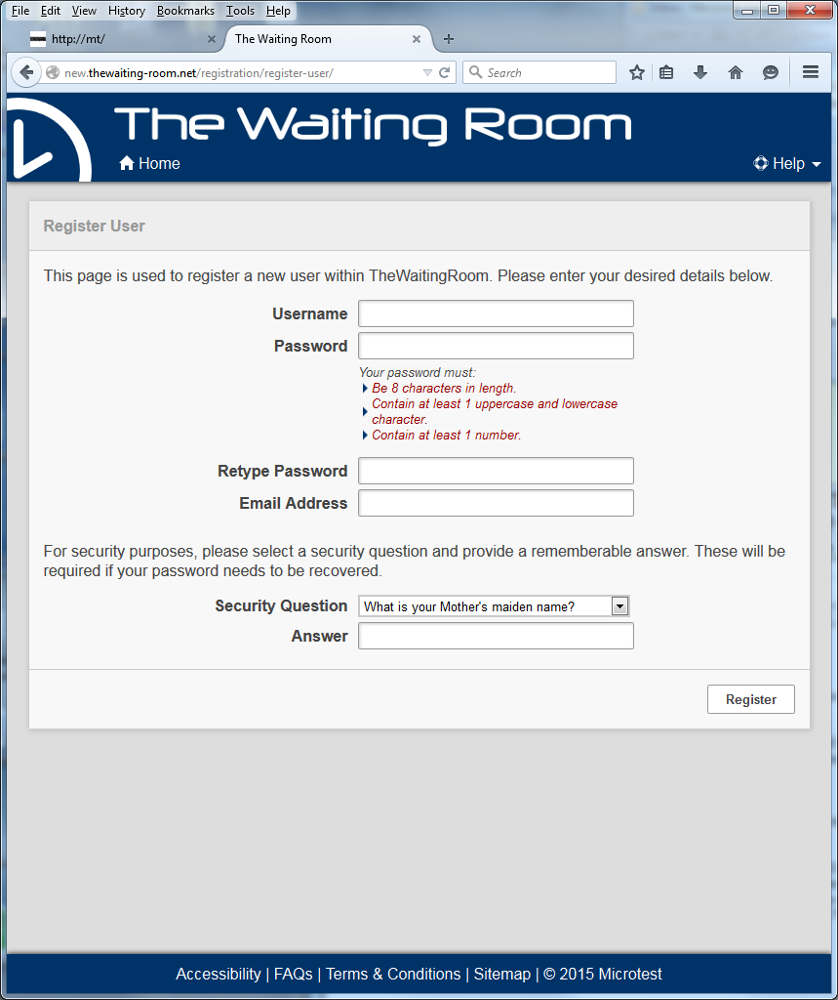 File Edit View History Bookmarks Tools Help
http://mt/ The Waiting Room
new.thewaiting-room.net/registration/register-user/ Search
The Waiting Room
Home Help
Register User
This page is used to register a new user within TheWaitingRoom. Please enter your desired details below.
Username
Password
Your password must:
Be 8 characters in length.
Contain at least 1 uppercase and lowercase
character.
Contain at least 1 number.
Retype Password
Email Address
For security purposes, please select a security question and provide a rememberable answer. These will be
required if your password needs to be recovered.
Security Question What is your Mother's maiden name?
Answer
Register
Accessibility | FAQs | Terms & Conditions | Sitemap | © 2015 Microtest